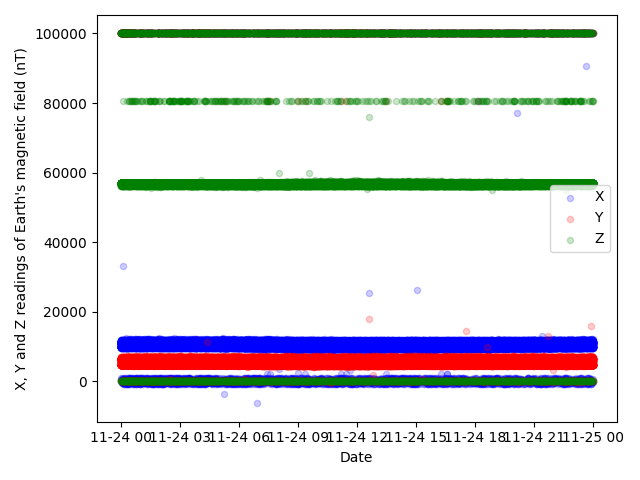 X, Y and Z readings of Earth's magnetic field (nT)
100000
80000
60000
40000
20000
0
X
Y
Z
11-24 00 11-24 03 11-24 06 11-24 09 11-24 12 11-24 15 11-24 18 11-24 21 11-25 00
Date